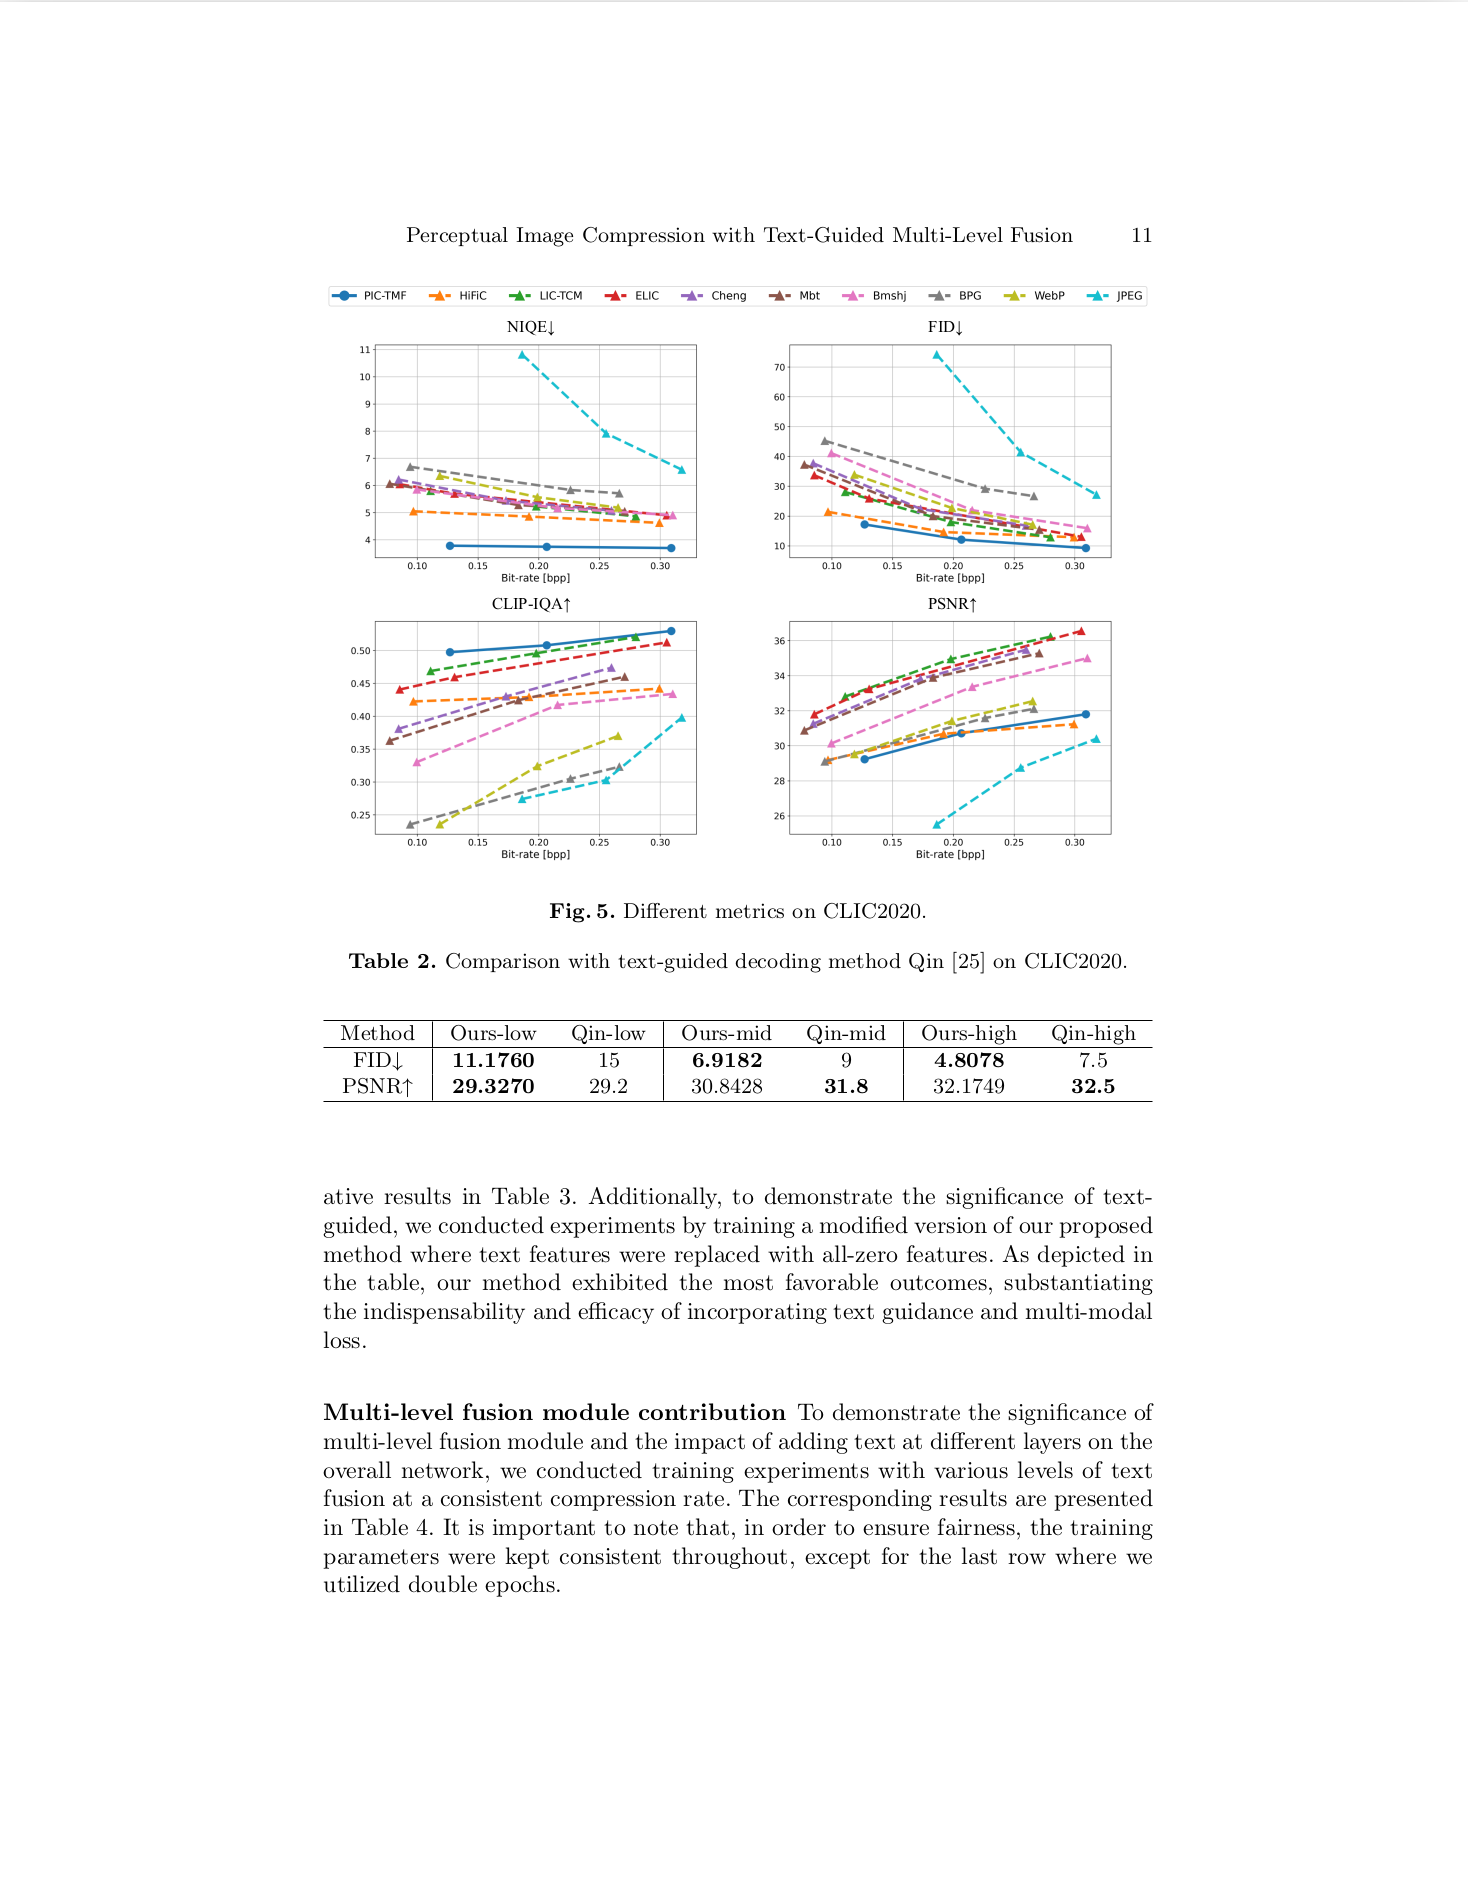 Perceptual Image Compression with Text-Guided Multi-Level Fusion 11
PIC-TMF HiFiC LIC-TCM ELIC Cheng Mbt Bmshj BPG WebP JPEG
NIQE↓
11
10
9
8
7
6
5
4
0.10 0.15 0.20 0.25 0.30
Bit-rate [bpp]
FID↓
70
60
50
40
30
20
10
0.10 0.15 0.20 0.25 0.30
Bit-rate [bpp]
CLIP-IQA↑
0.50
0.45
0.40
0.35
0.30
0.25
0.10 0.15 0.20 0.25 0.30
Bit-rate [bpp]
PSNR↑
36
34
32
30
28
26
0.10 0.15 0.20 0.25 0.30
Bit-rate [bpp]
Fig. 5. Different metrics on CLIC2020.
Table 2. Comparison with text-guided decoding method Qin [25] on CLIC2020.
Method Ours-low Qin-low Ours-mid Qin-mid Ours-high Qin-high
FID↓ 11.1760 15 6.9182 9 4.8078 7.5
PSNR↑ 29.3270 29.2 30.8428 31.8 32.1749 32.5
ative results in Table 3. Additionally, to demonstrate the significance of text-
guided, we conducted experiments by training a modified version of our proposed
method where text features were replaced with all-zero features. As depicted in
the table, our method exhibited the most favorable outcomes, substantiating
the indispensability and efficacy of incorporating text guidance and multi-modal
loss.
Multi-level fusion module contribution To demonstrate the significance of
multi-level fusion module and the impact of adding text at different layers on the
overall network, we conducted training experiments with various levels of text
fusion at a consistent compression rate. The corresponding results are presented
in Table 4. It is important to note that, in order to ensure fairness, the training
parameters were kept consistent throughout, except for the last row where we
utilized double epochs.